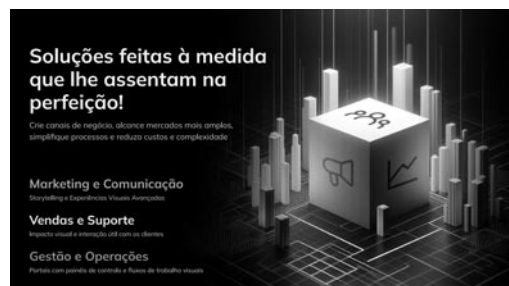 Soluções feitas à medida
que lhe assentam na
perfeição!
Crie canais de negócio, alcance mercados mais amplos,
simplifique processos e reduza custos e complexidade
Marketing e Comunicação
Storytelling e Experiências Visuais Avançadas
Vendas e Suporte
Impacto visual e interação útil com os clientes
Gestão e Operações
Portais com painéis de controlo e fluxos de trabalho visuais